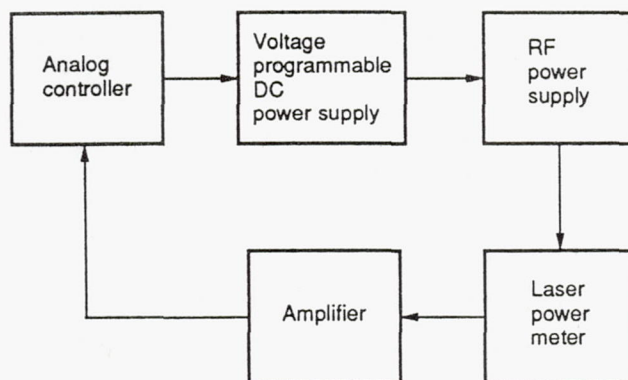 Analog
controller
Voltage
programmable
DC
power supply
RF
power
supply
Amplifier
Laser
power
meter